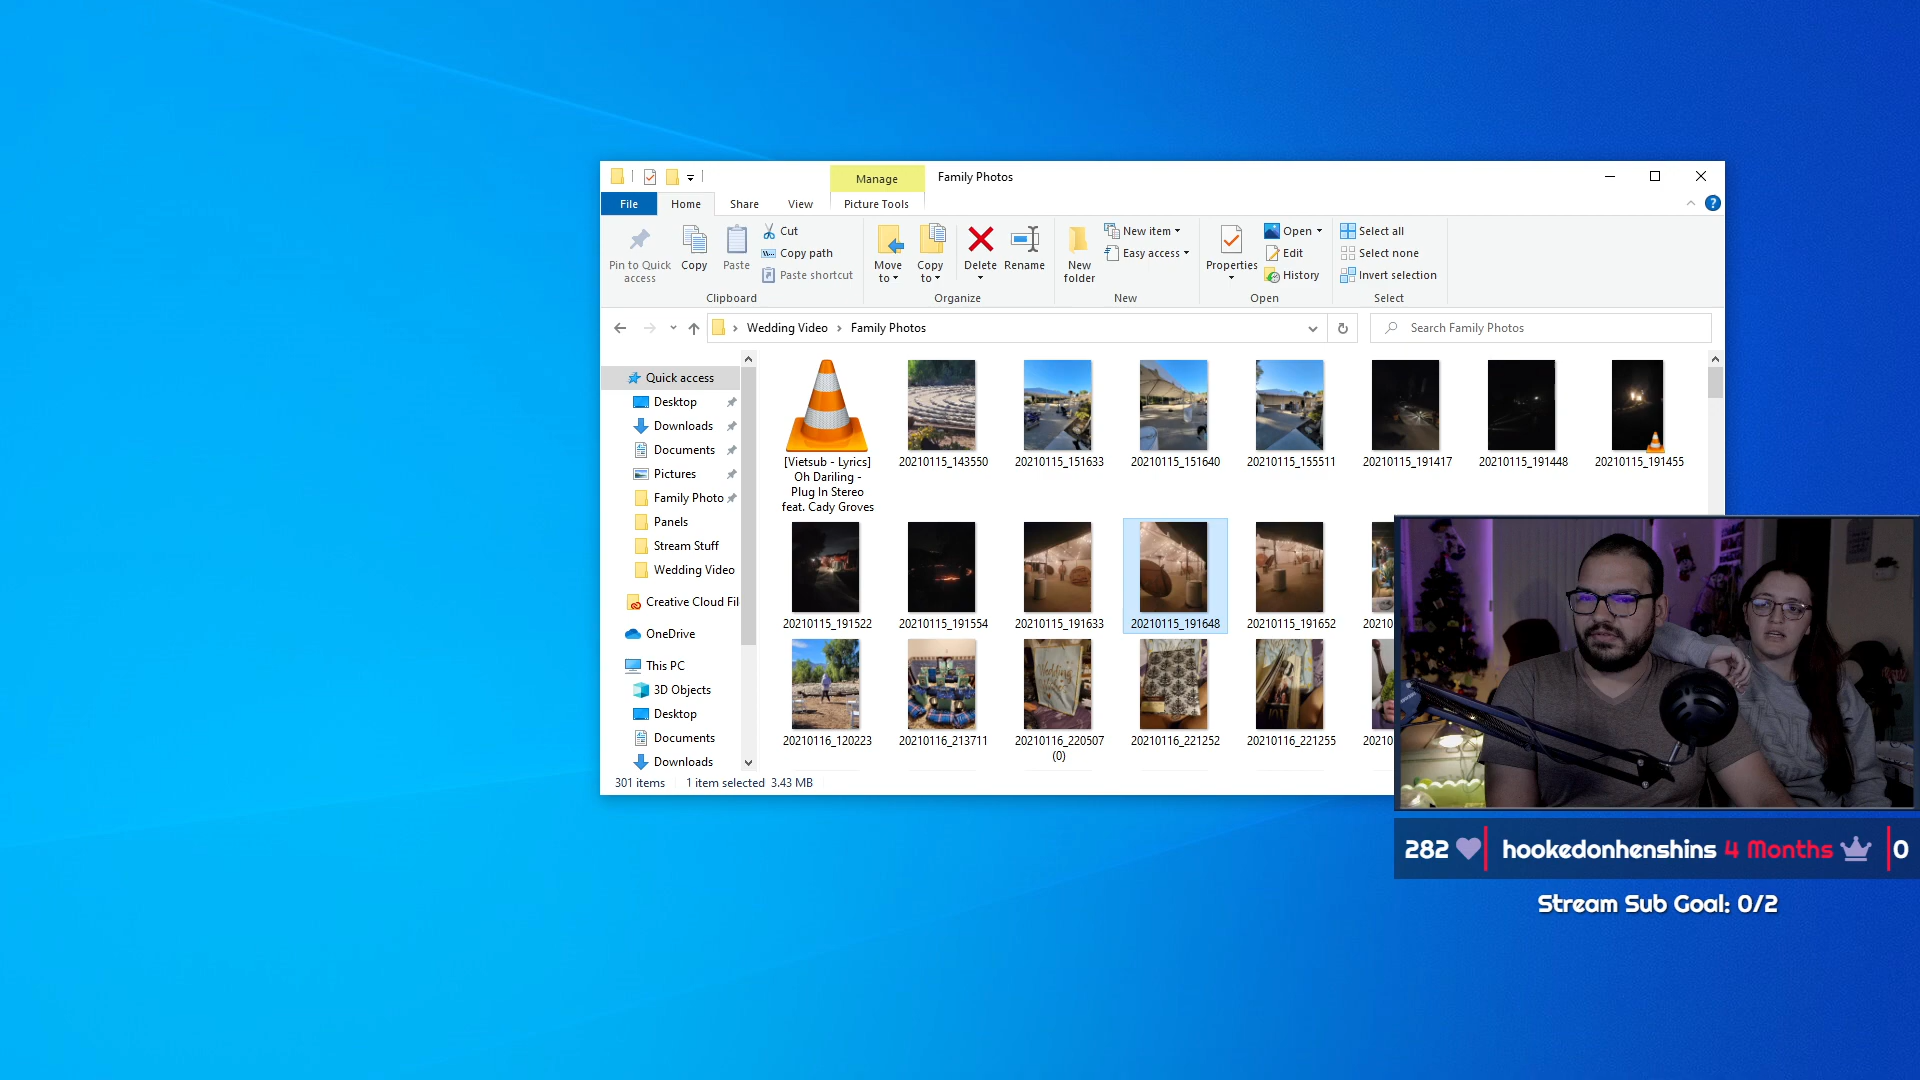 Manage
Family Photos
File
Home
Share
View
Picture Tools
Pin to Quick access
Copy
Paste
Cut
Copy path
Paste shortcut
Clipboard
Move to
Copy to
Delete
Rename
Organize
New folder
New item
Easy access
New
Properties
Open
Edit
History
Open
Select all
Select none
Invert selection
Select
Wedding Video
Family Photos
Search Family Photos
Quick access
Desktop
Downloads
Documents
Pictures
Family Photo
Panels
Stream Stuff
Wedding Video
Creative Cloud Fil
OneDrive
This PC
3D Objects
Desktop
Documents
Downloads
[Vietsub - Lyrics]
Oh Dariling -
Plug In Stereo
feat. Cady Groves
20210115_143550
20210115_151633
20210115_151640
20210115_155511
20210115_191417
20210115_191448
20210115_191455
20210115_191522
20210115_191554
20210115_191633
20210115_191648
20210115_191652
20210
20210116_120223
20210116_213711
20210116_220507
(0)
20210116_221252
20210116_221255
20210
301 items
1 item selected 3.43 MB
282
hookedonhenshins 4 Months
0
Stream Sub Goal: 0/2